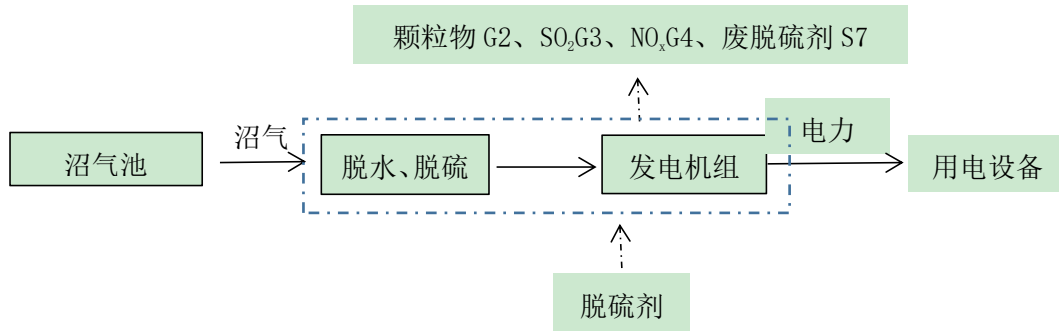 颗粒物 G2、SO₂G3、NOₓG4、废脱硫剂 S7
沼气池
沼气
脱水、脱硫
发电机组
电力
用电设备
脱硫剂